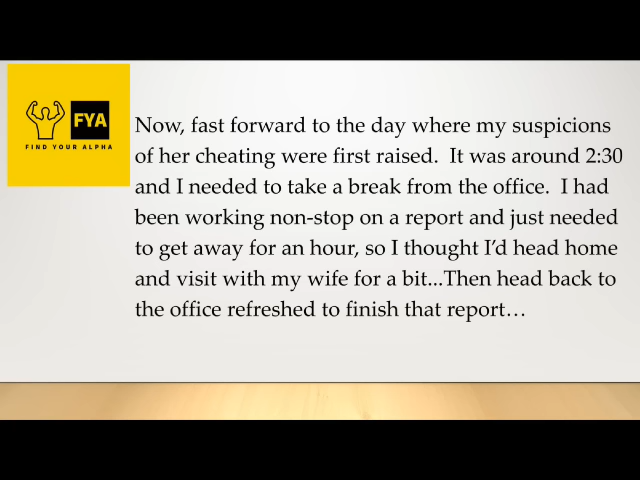 FYA
FIND YOUR ALPHA
Now, fast forward to the day where my suspicions
of her cheating were first raised.  It was around 2:30
and I needed to take a break from the office.  I had
been working non-stop on a report and just needed
to get away for an hour, so I thought I’d head home
and visit with my wife for a bit...Then head back to
the office refreshed to finish that report…